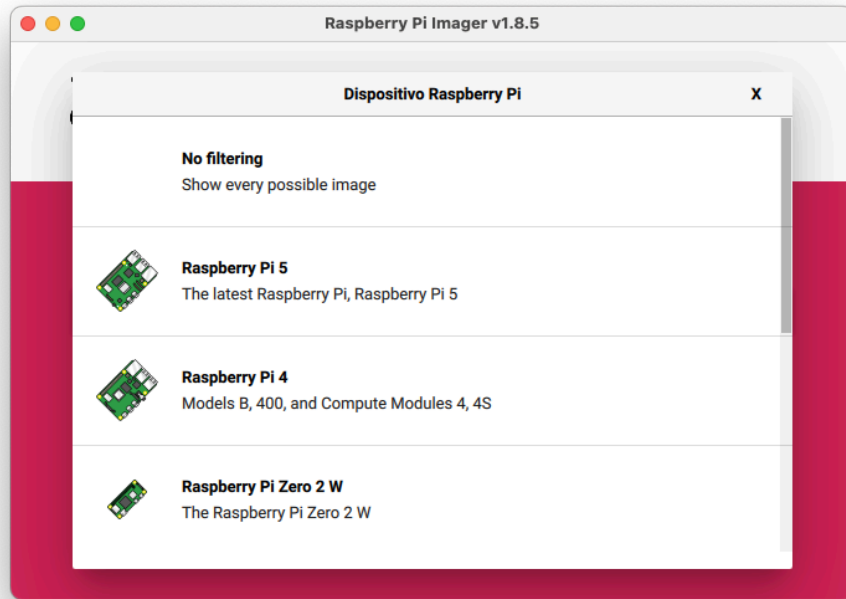 Raspberry Pi Imager v1.8.5
Dispositivo Raspberry Pi
X
No filtering
Show every possible image
Raspberry Pi 5
The latest Raspberry Pi, Raspberry Pi 5
Raspberry Pi 4
Models B, 400, and Compute Modules 4, 4S
Raspberry Pi Zero 2 W
The Raspberry Pi Zero 2 W